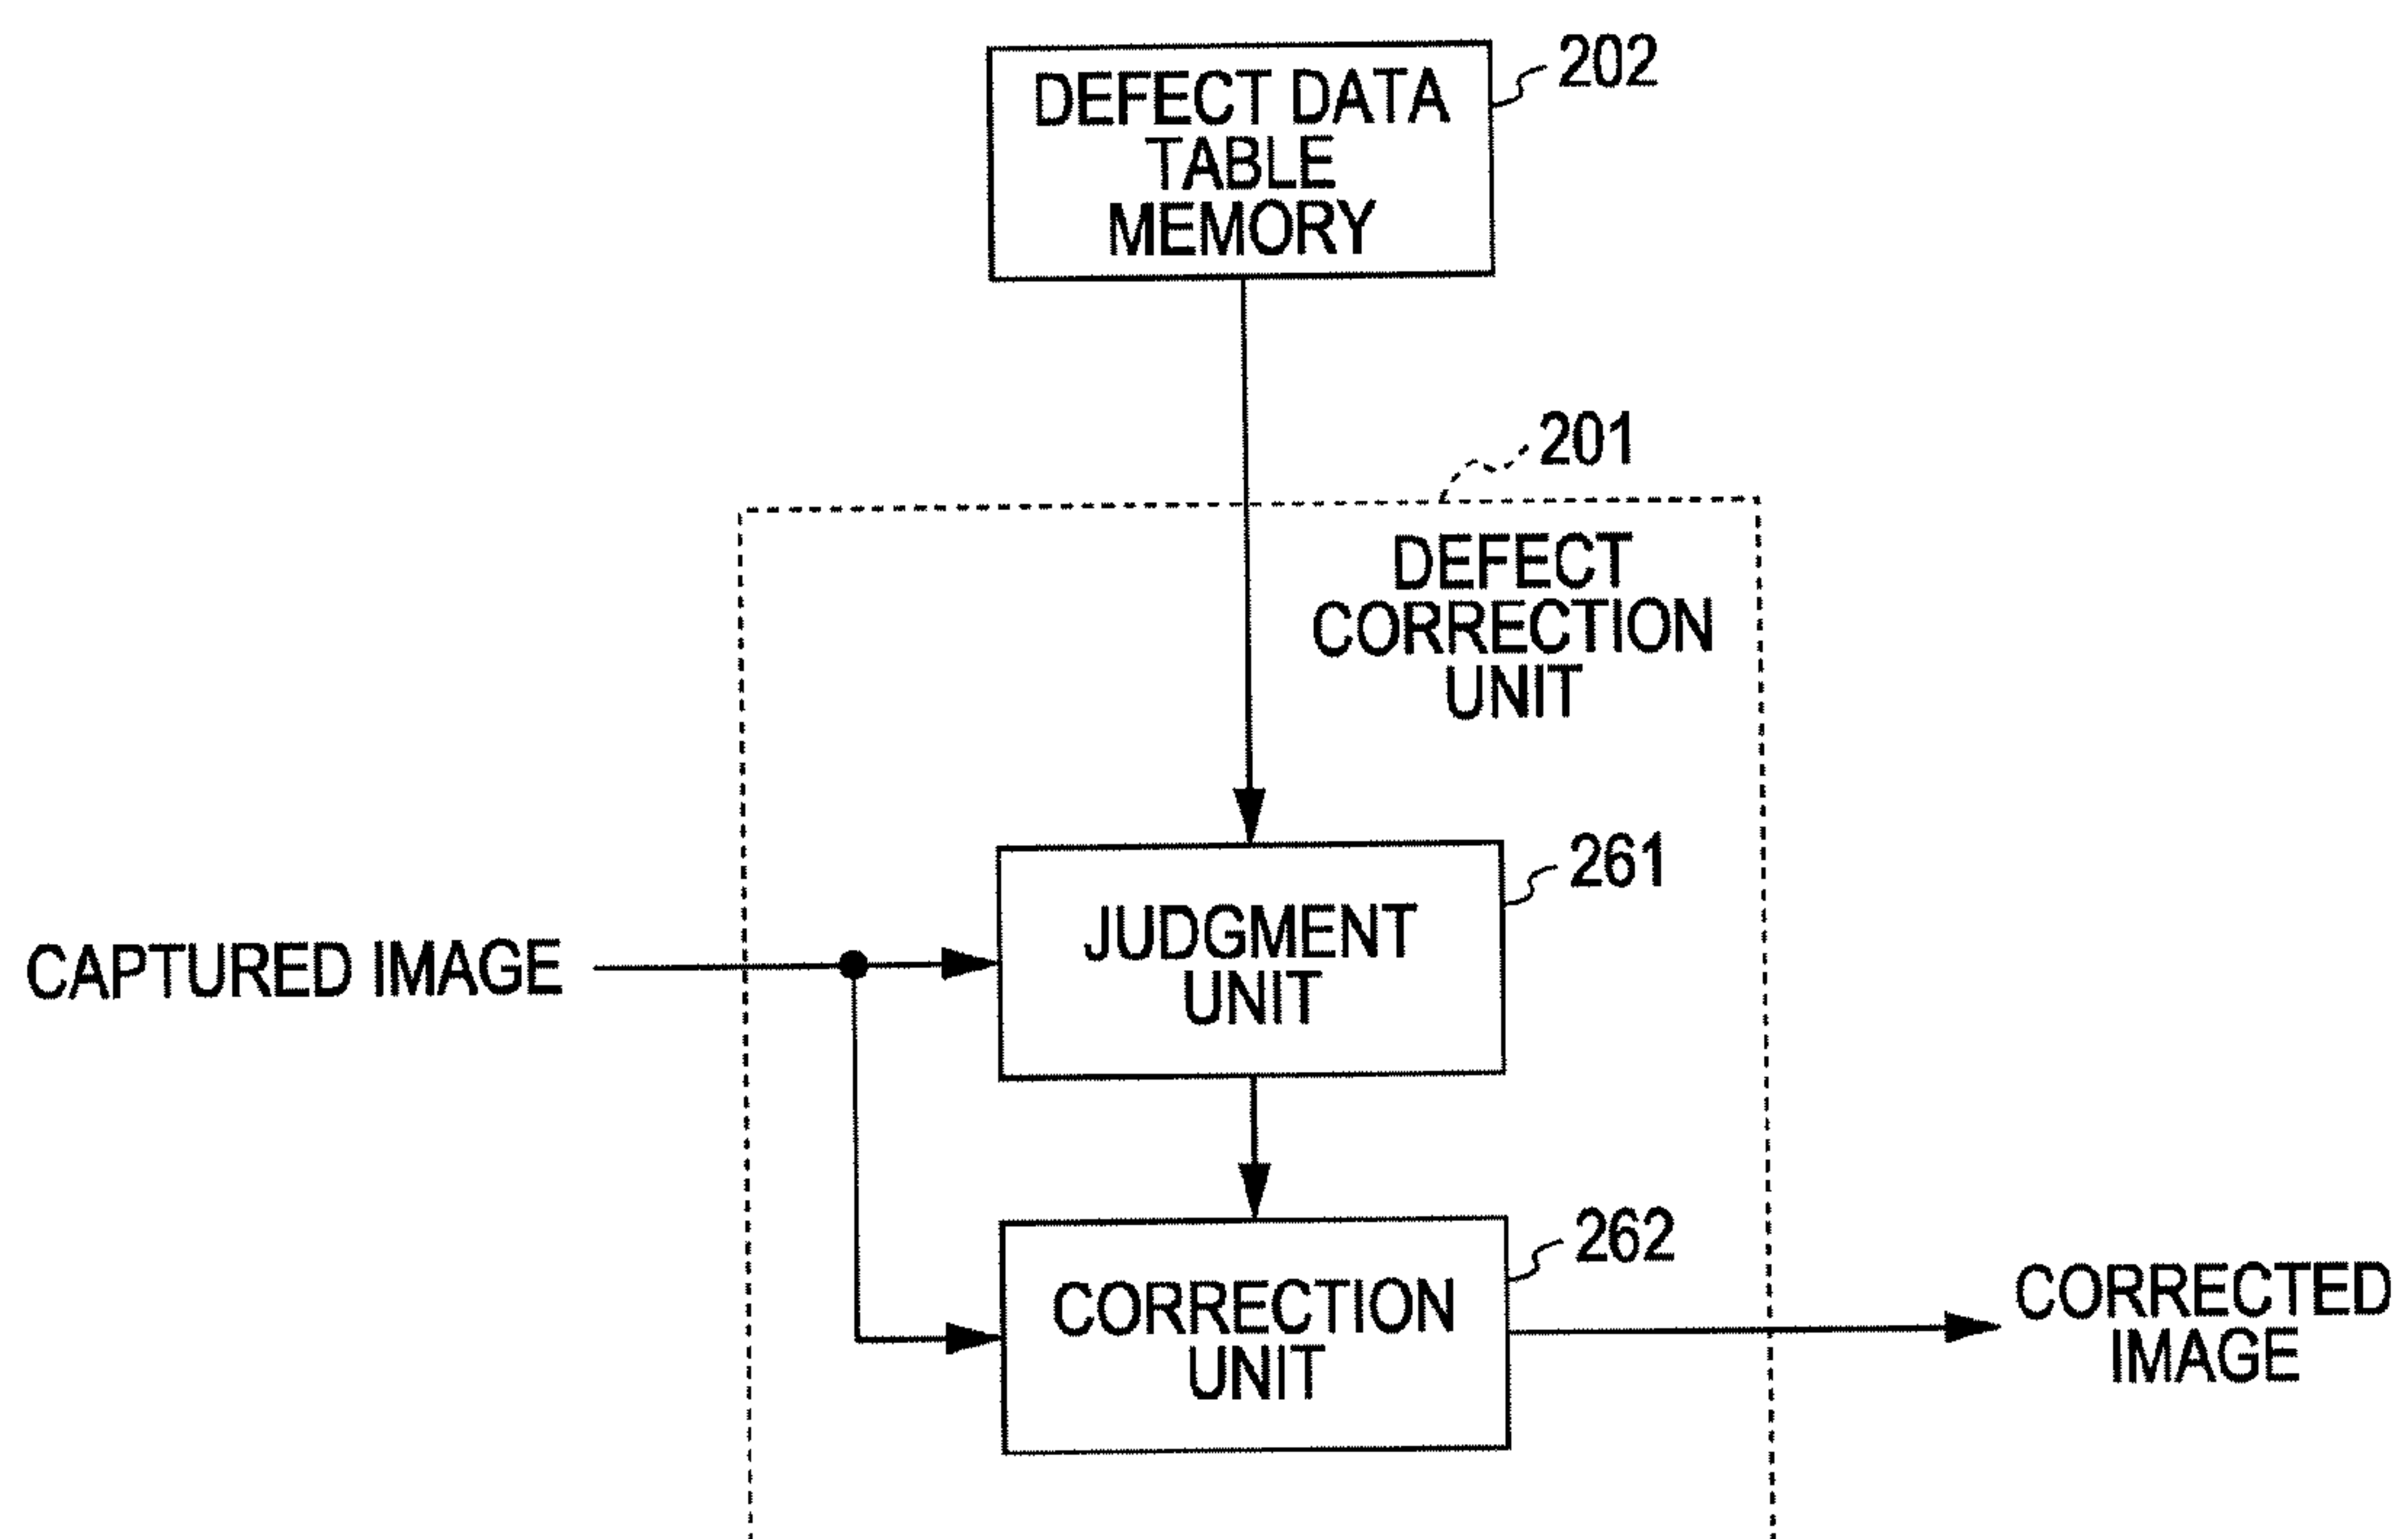 202
DEFECT DATA
TABLE
MEMORY
201
DEFECT
CORRECTION
UNIT
261
JUDGMENT
UNIT
CAPTURED IMAGE
262
CORRECTION
UNIT
CORRECTED
IMAGE